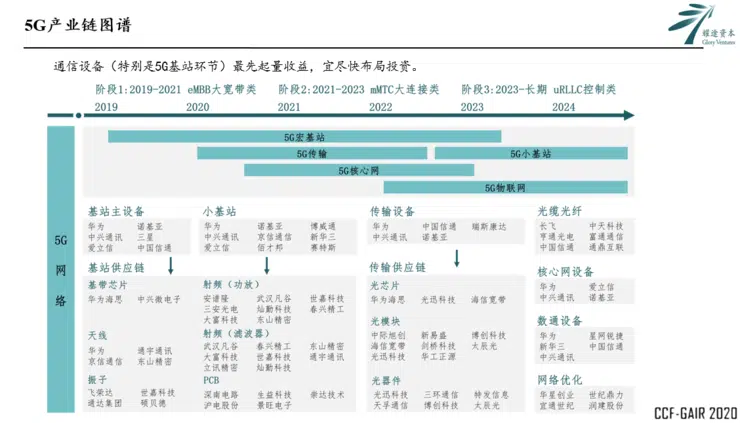 5G产业链图谱
耀途资本
Glory Ventures
通信设备（特别是5G基站环节）最先起量收益，宜尽快布局投资。
阶段1:2019-2021 eMBB大宽带类 阶段2:2021-2023 mMTC大连接类 阶段3:2023-长期 uRLLC控制类
2019 2020 2021 2022 2023 2024
5G宏基站
5G传输 5G小基站
5G核心网
5G物联网
5G
网
络
基站主设备
华为 诺基亚
中兴通讯 三星
爱立信 中国信通
小基站
华为 诺基亚 博威通
中兴通讯 京信通信 新华三
爱立信 佰才邦 赛特斯
传输设备
华为 中国信通 瑞斯康达
中兴通讯 诺基亚
光缆光纤
长飞 中天科技
亨通光电 富通通信
中国信通 通鼎互联
基站供应链
基带芯片
华为海思 中兴微电子
天线
华为 通宇通讯
京信通信 东山精密
振子
飞荣达 世嘉科技
通达集团 硕贝德
射频（功放）
安谱隆 武汉凡谷 世嘉科技
三安光电 灿勤科技 春兴精工
大富科技 东山精密
射频（滤波器）
武汉凡谷 春兴精工 东山精密
大富科技 世嘉科技 通宇通讯
立讯精密 灿勤科技
PCB
深南电路 生益科技 荣达技术
沪电股份 景旺电子
传输供应链
光芯片
华为海思 光迅科技 海信宽带
光模块
中际旭创 新易盛 博创科技
海信宽带 剑桥科技 太辰光
光迅科技 华工正源
光器件
光迅科技 三环通信 特发信息
天孚通信 博创科技 太辰光
核心网设备
华为 爱立信
中兴通讯 诺基亚
数通设备
华为 星网锐捷
新华三 中国信通
中兴通讯
网络优化
华星创业 世纪鼎力
宜通世纪 润建股份
CCF-GAIR 2020